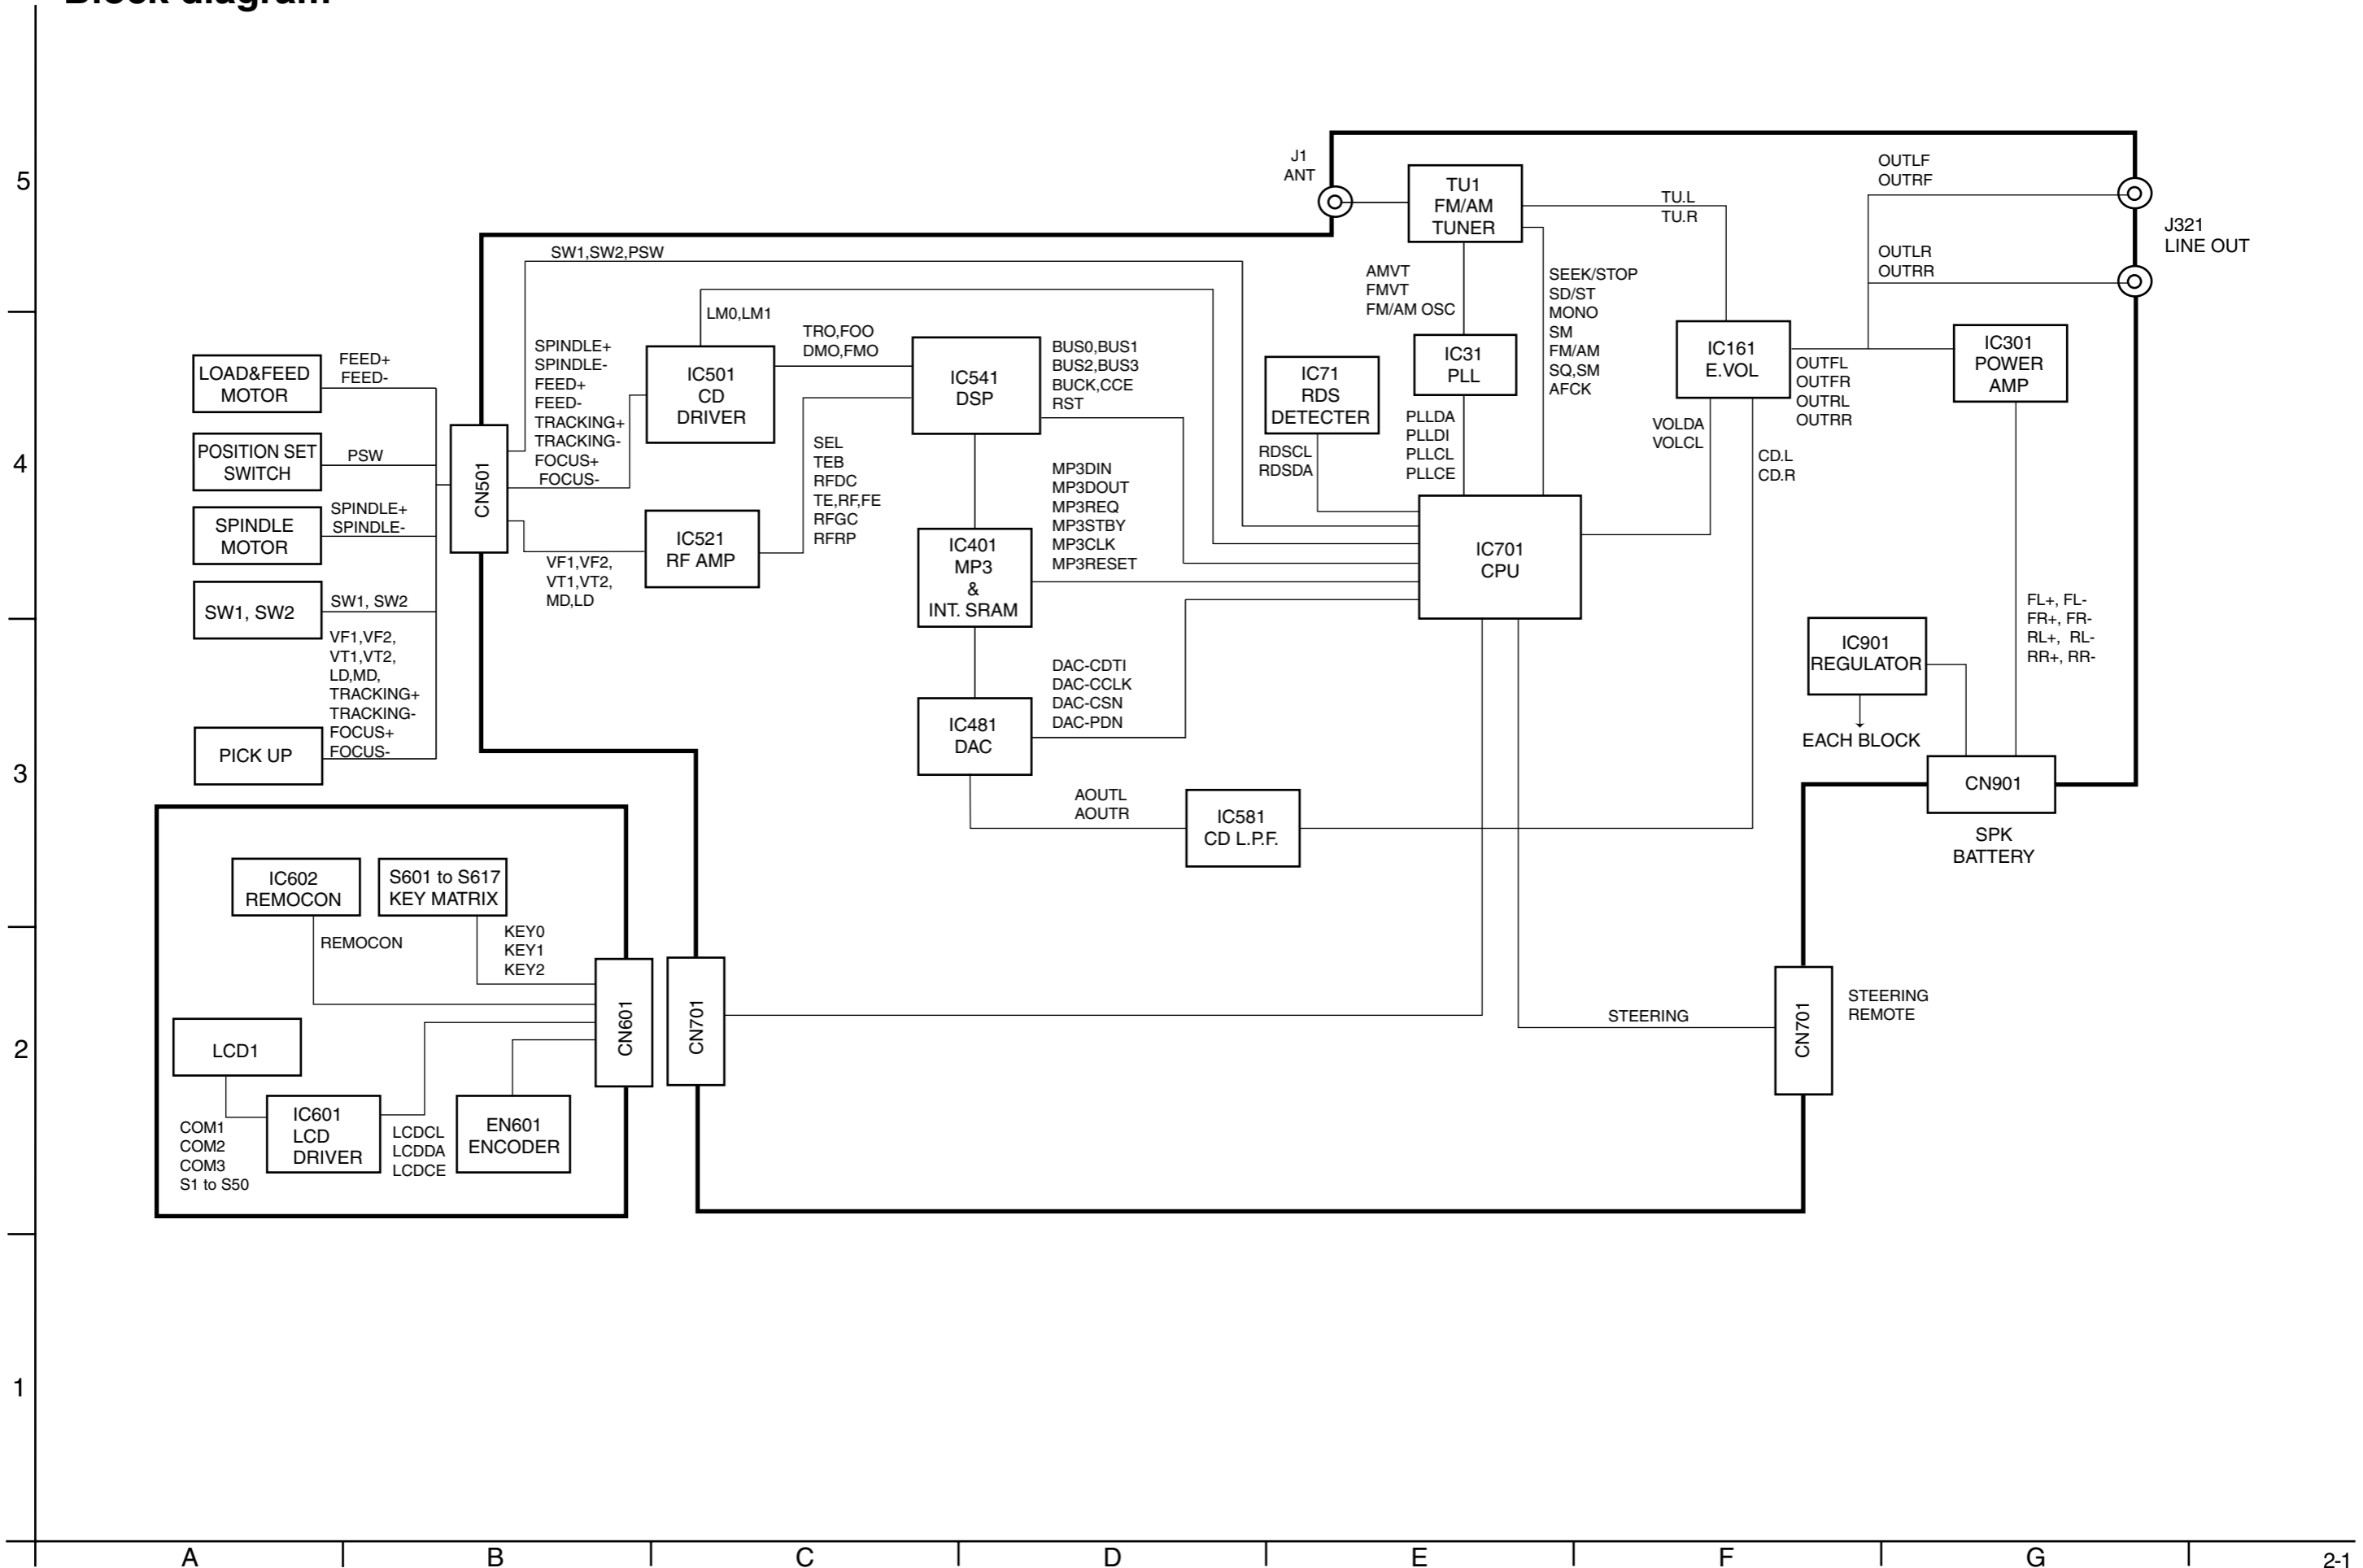 Block diagram
5
4
3
2
1
J1
ANT
TU1
FM/AM
TUNER
TU.L
TU.R
OUTLF
OUTRF
OUTLR
OUTRR
J321
LINE OUT
SW1,SW2,PSW
LM0,LM1
AMVT
FMVT
FM/AM OSC
SEEK/STOP
SD/ST
MONO
SM
FM/AM
SQ,SM
AFCK
LOAD&FEED
MOTOR
FEED+
FEED-
POSITION SET
SWITCH
PSW
SPINDLE
MOTOR
SPINDLE+
SPINDLE-
SW1, SW2
SW1, SW2
VF1,VF2,
VT1,VT2,
LD,MD,
TRACKING+
TRACKING-
FOCUS+
FOCUS-
PICK UP
CN501
SPINDLE+
SPINDLE-
FEED+
FEED-
TRACKING+
TRACKING-
FOCUS+
FOCUS-
IC501
CD
DRIVER
TRO,FOO
DMO,FMO
VF1,VF2,
VT1,VT2,
MD,LD
IC521
RF AMP
SEL
TEB
RFDC
TE,RF,FE
RFGC
RFRP
IC541
DSP
BUS0,BUS1
BUS2,BUS3
BUCK,CCE
RST
IC401
MP3
&
INT. SRAM
MP3DIN
MP3DOUT
MP3REQ
MP3STBY
MP3CLK
MP3RESET
IC481
DAC
DAC-CDTI
DAC-CCLK
DAC-CSN
DAC-PDN
AOUTL
AOUTR
IC581
CD L.P.F.
IC71
RDS
DETECTER
RDSCL
RDSDA
IC31
PLL
PLLDA
PLLDI
PLLCL
PLLCE
IC701
CPU
IC161
E.VOL
VOLDA
VOLCL
CD.L
CD.R
OUTFL
OUTFR
OUTRL
OUTRR
IC301
POWER
AMP
FL+, FL-
FR+, FR-
RL+, RL-
RR+, RR-
IC901
REGULATOR
EACH BLOCK
CN901
SPK
BATTERY
IC602
REMOCON
S601 to S617
KEY MATRIX
REMOCON
KEY0
KEY1
KEY2
LCD1
COM1
COM2
COM3
S1 to S50
IC601
LCD
DRIVER
LCDCL
LCDDA
LCDCE
EN601
ENCODER
CN601
CN701
STEERING
CN701
STEERING
REMOTE
A
B
C
D
E
F
G
2-1